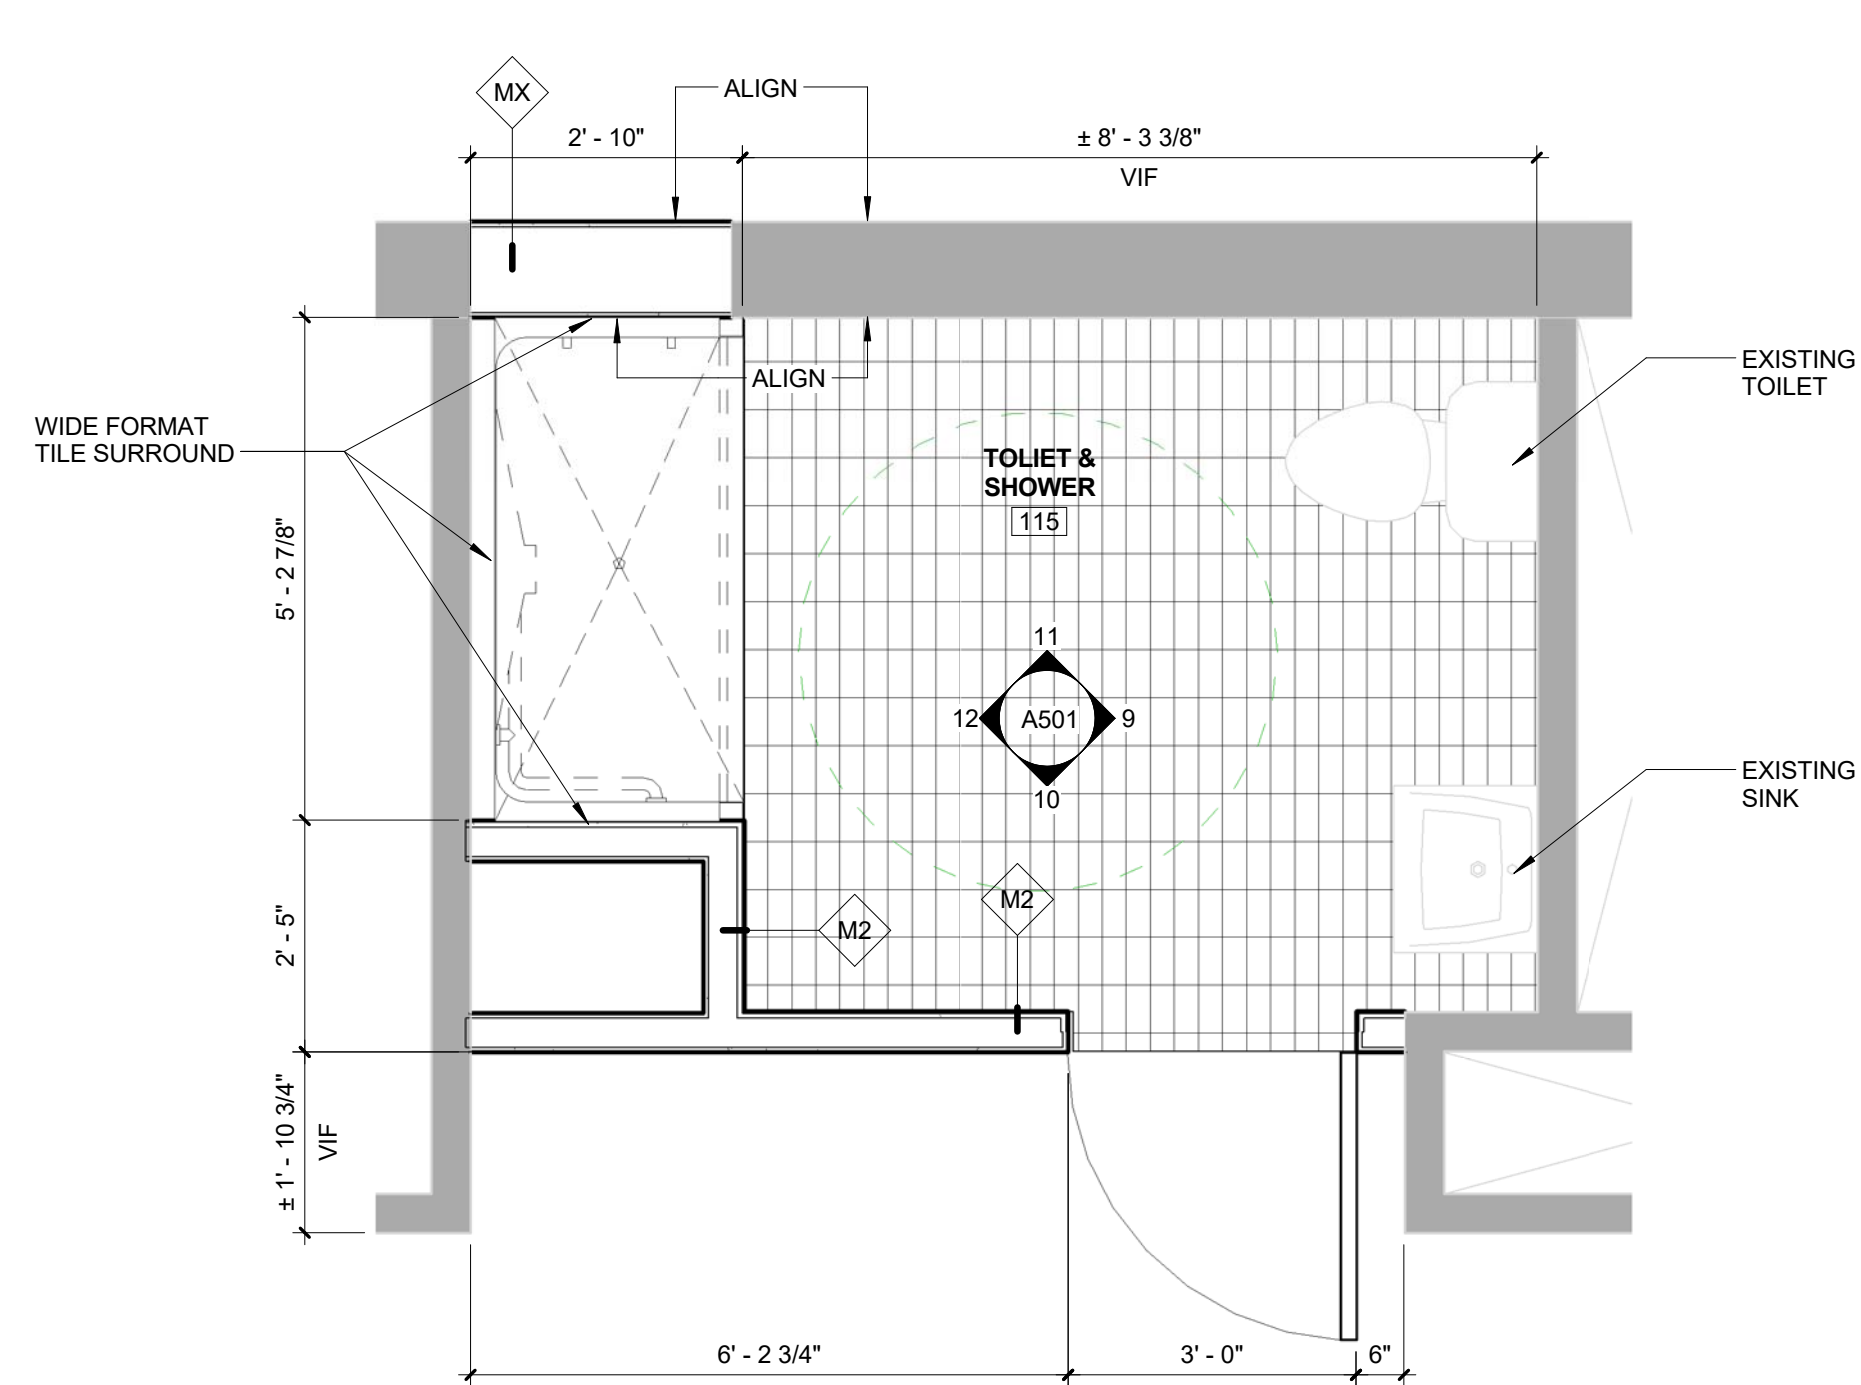 MX
ALIGN
2' - 10"
± 8' - 3 3/8"
VIF
EXISTING
TOILET
ALIGN
WIDE FORMAT
TILE SURROUND
TOLIET &
SHOWER
115
5' - 2 7/8"
11
12
A501
9
10
EXISTING
SINK
M2
M2
2' - 5"
± 1' - 10 3/4"
VIF
6' - 2 3/4"
3' - 0"
6"